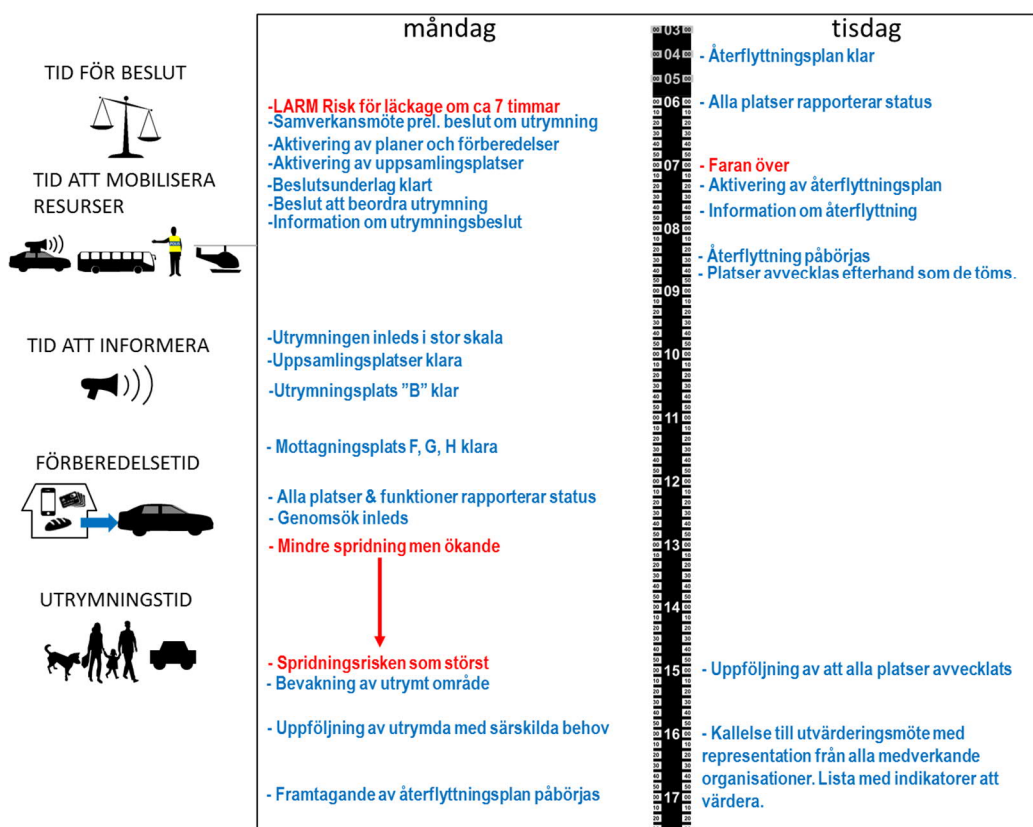 måndag
tisdag
TID FÖR BESLUT
TID ATT MOBILISERA
RESURSER
TID ATT INFORMERA
FÖRBEREDELSETID
UTRYMNINGSTID
-LARM Risk för läckage om ca 7 timmar
-Samverkansmöte prel. beslut om utrymning
-Aktivering av planer och förberedelser
-Aktivering av uppsamlingsplatser
-Beslutsunderlag klart
-Beslut att beordra utrymning
-Information om utrymningsbeslut
-Utrymningen inleds i stor skala
-Uppsamlingsplatser klara
-Utrymningsplats ”B” klar
- Mottagningsplats F, G, H klara
- Alla platser & funktioner rapporterar status
- Genomsök inleds
- Mindre spridning men ökande
- Spridningsrisken som störst
- Bevakning av utrymt område
- Uppföljning av utrymda med särskilda behov
- Framtagande av återflyttningsplan påbörjas
03
04
05
06
07
08
09
10
11
12
13
14
15
16
17
- Återflyttningsplan klar
- Alla platser rapporterar status
- Faran över
- Aktivering av återflyttningsplan
- Information om återflyttning
- Återflyttning påbörjas
- Platser avvecklas efterhand som de töms.
- Uppföljning av att alla platser avvecklats
- Kallelse till utvärderingsmöte med
representation från alla medverkande
organisationer. Lista med indikatorer att
värdera.